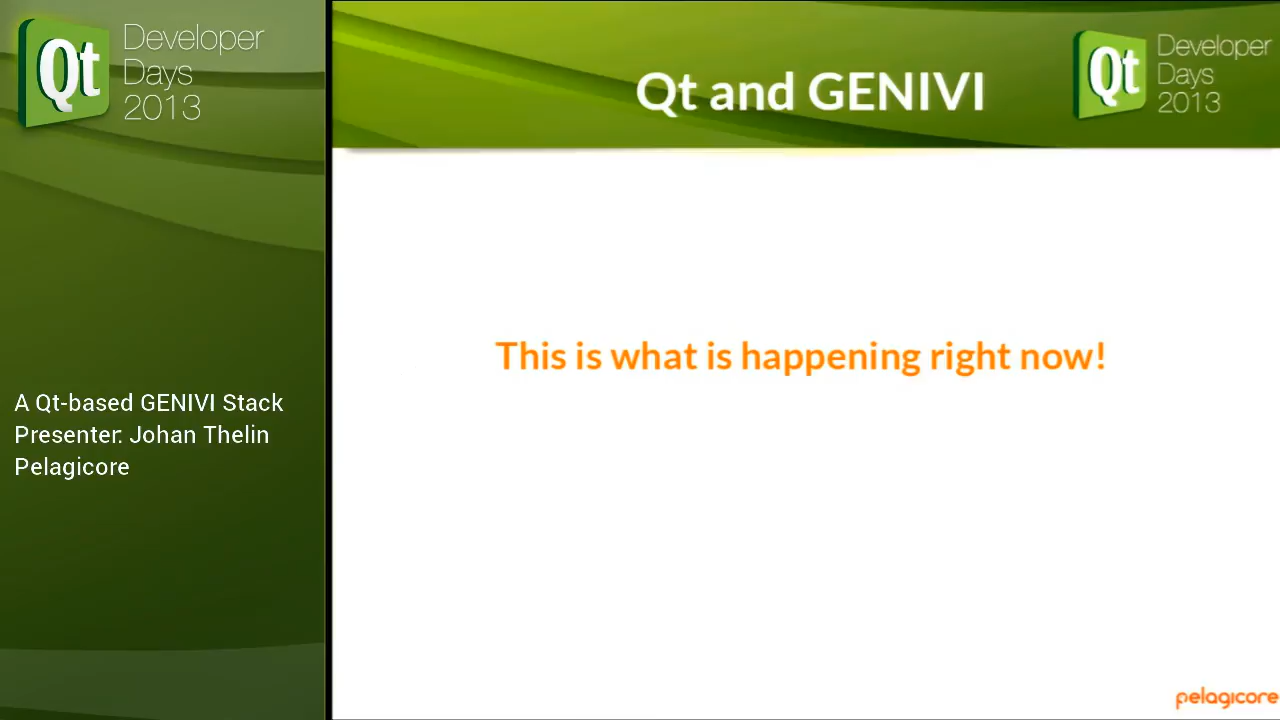 Qt Developer
Days
2013
A Qt-based GENIVI Stack
Presenter: Johan Thelin
Pelagicore
Qt and GENIVI
Qt Developer
Days
2013
This is what is happening right now!
pelagicore